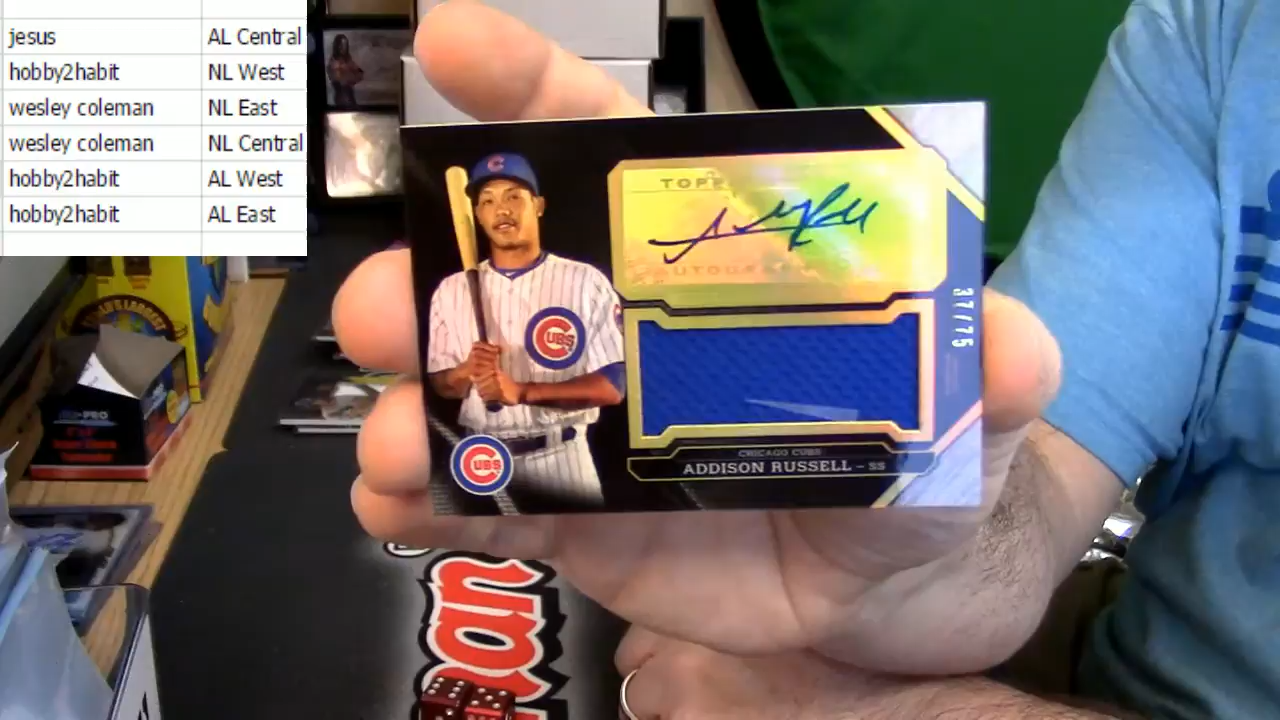 jesus AL Central
hobby2habit NL West
wesley coleman NL East
wesley coleman NL Central
hobby2habit AL West
hobby2habit AL East
C
TOPPS
AUTOGRAPH
CUBS
37/75
CUBS
CHICAGO CUBS
ADDISON RUSSELL - SS